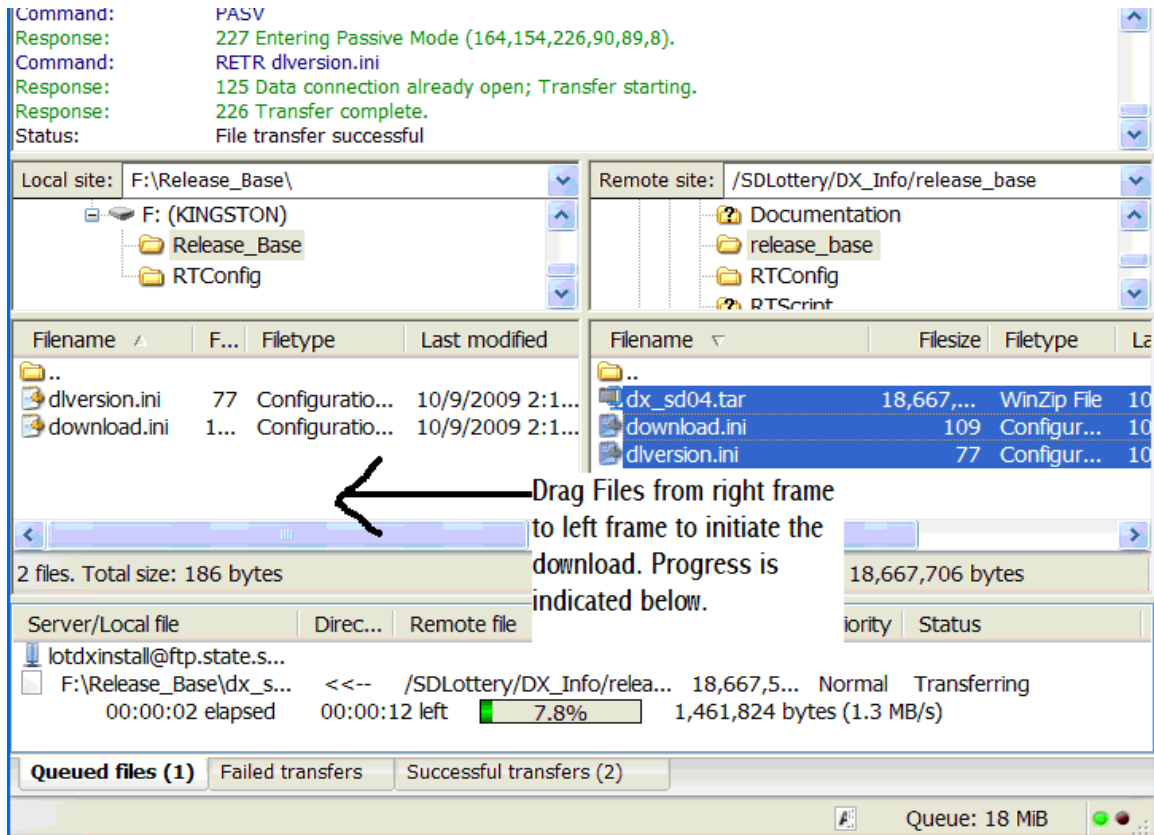 Command: PASV
Response: 227 Entering Passive Mode (164,154,226,90,89,8).
Command: RETR dlversion.ini
Response: 125 Data connection already open; Transfer starting.
Response: 226 Transfer complete.
Status: File transfer successful
Local site: F:\Release_Base\
F: (KINGSTON)
Release_Base
RTConfig
Remote site: /SDLottery/DX_Info/release_base
Documentation
release_base
RTConfig
RTScript
Filename F... Filetype Last modified
..
dlversion.ini 77 Configuratio... 10/9/2009 2:1...
download.ini 1... Configuratio... 10/9/2009 2:1...
2 files. Total size: 186 bytes
Filename Filesize Filetype La
..
dx_sd04.tar 18,667,... WinZip File 10
download.ini 109 Configur... 10
dlversion.ini 77 Configur... 10
18,667,706 bytes
Drag Files from right frame
to left frame to initiate the
download. Progress is
indicated below.
Server/Local file Direc... Remote file iority Status
lotdxinstall@ftp.state.s...
F:\Release_Base\dx_s... <<-- /SDLottery/DX_Info/relea... 18,667,5... Normal Transferring
00:00:02 elapsed 00:00:12 left 7.8% 1,461,824 bytes (1.3 MB/s)
Queued files (1) Failed transfers Successful transfers (2)
Queue: 18 MiB